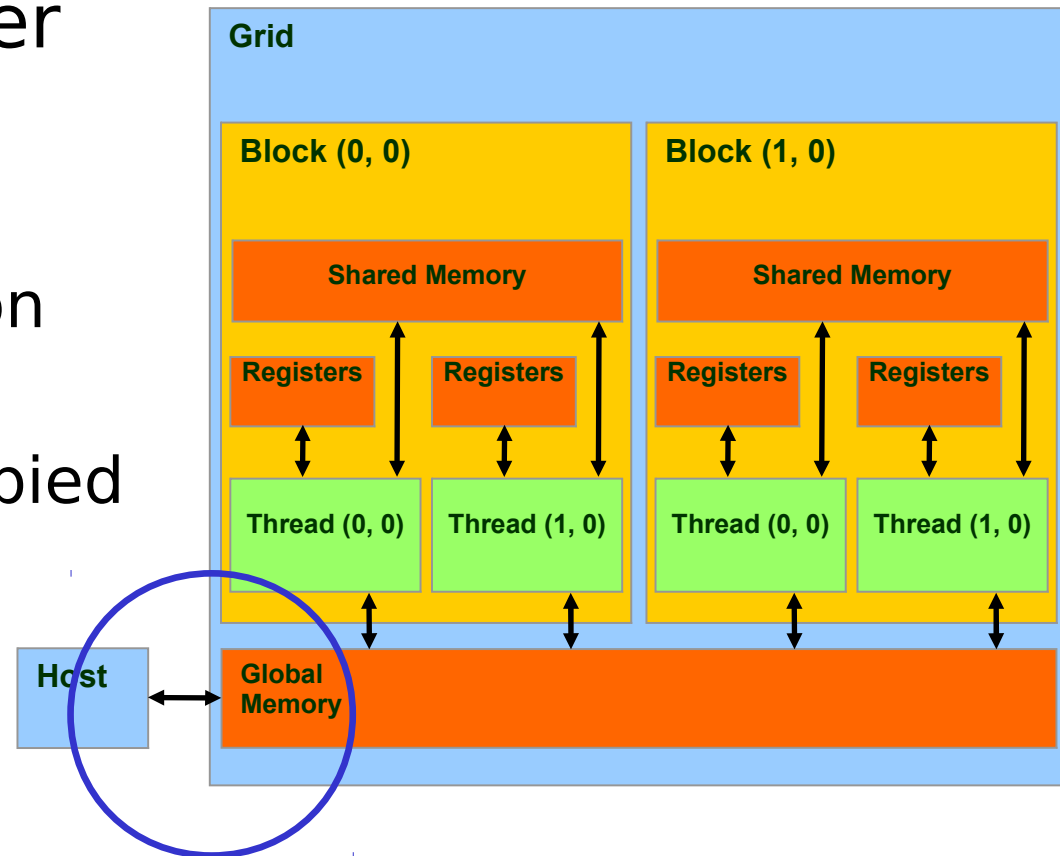 er
on
pied
Grid
Block (0, 0)
Block (1, 0)
Shared Memory
Shared Memory
Registers
Registers
Registers
Registers
Thread (0, 0)
Thread (1, 0)
Thread (0, 0)
Thread (1, 0)
Host
Global
Memory